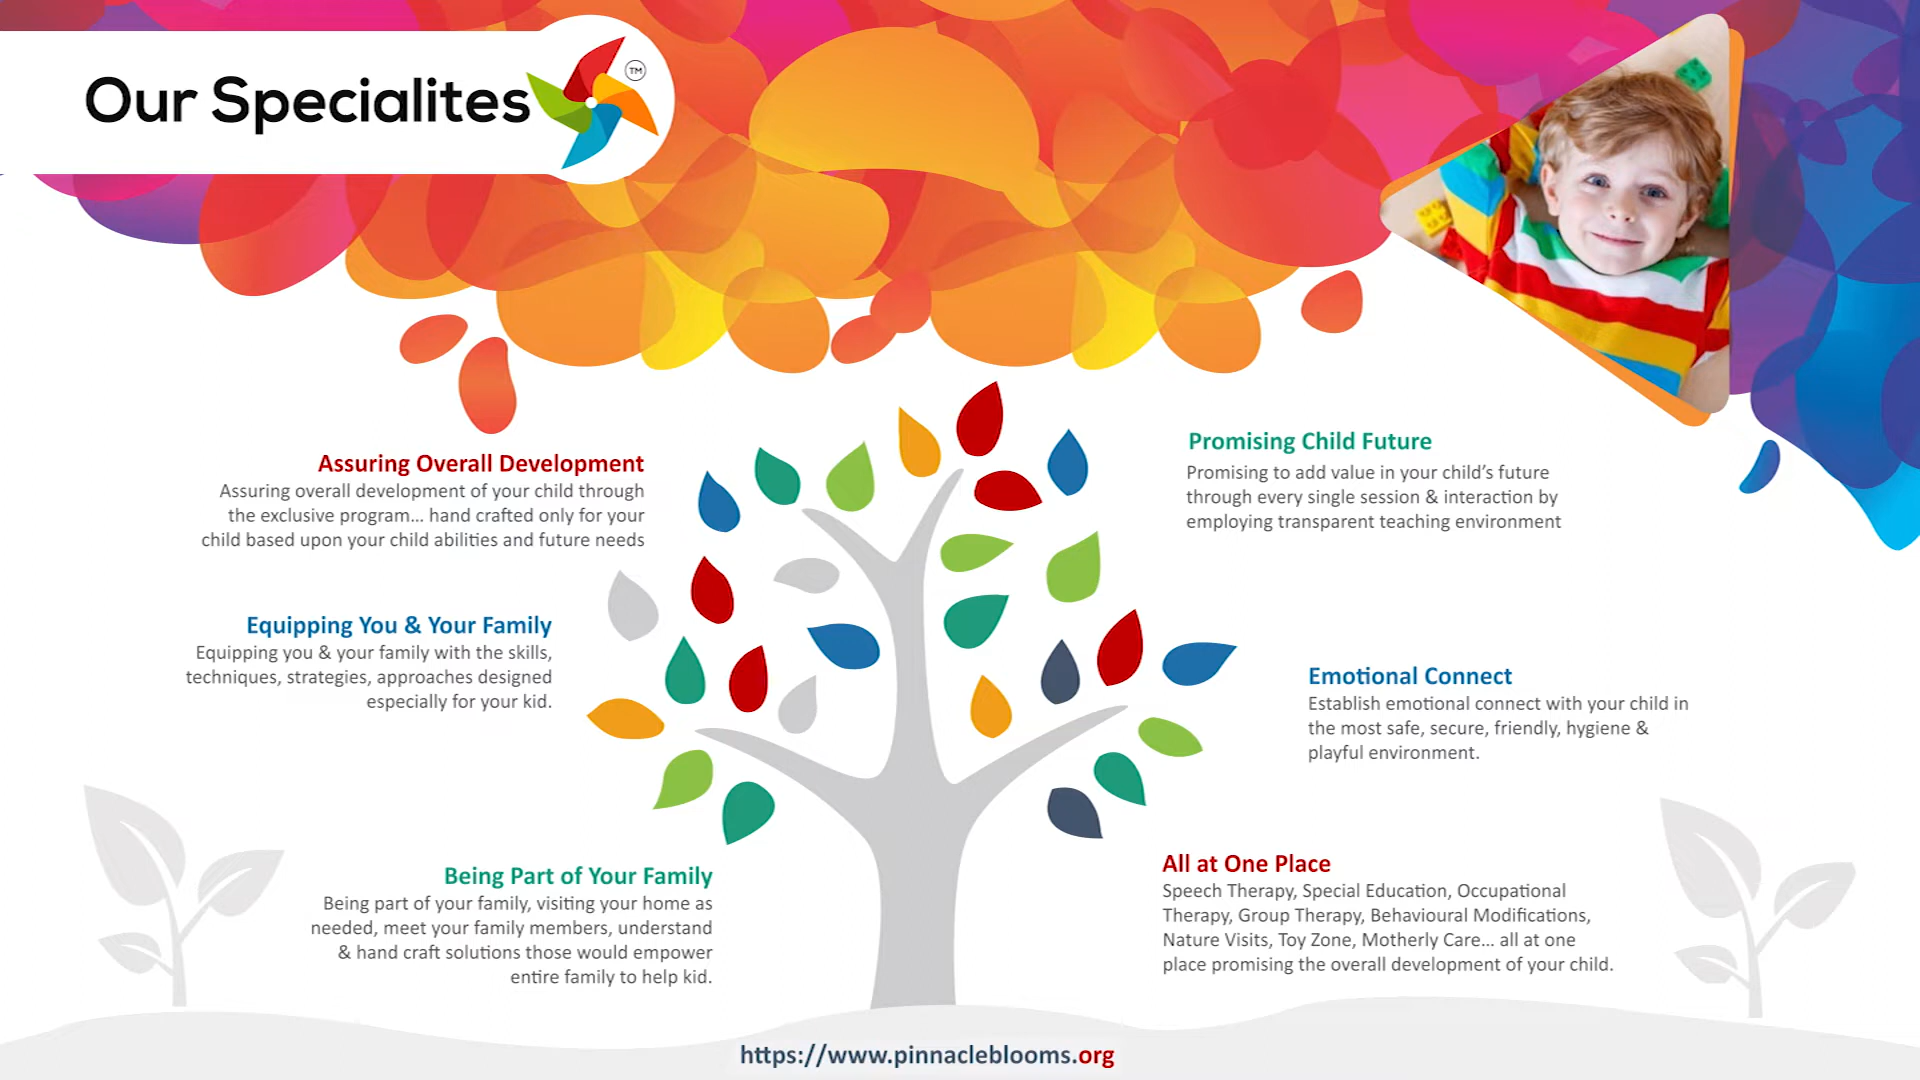 Our Specialites
TM
Assuring Overall Development
Assuring overall development of your child through
the exclusive program... hand crafted only for your
child based upon your child abilities and future needs
Equipping You & Your Family
Equipping you & your family with the skills,
techniques, strategies, approaches designed
especially for your kid.
Being Part of Your Family
Being part of your family, visiting your home as
needed, meet your family members, understand
& hand craft solutions those would empower
entire family to help kid.
Promising Child Future
Promising to add value in your child’s future
through every single session & interaction by
employing transparent teaching environment
Emotional Connect
Establish emotional connect with your child in
the most safe, secure, friendly, hygiene &
playful environment.
All at One Place
Speech Therapy, Special Education, Occupational
Therapy, Group Therapy, Behavioural Modifications,
Nature Visits, Toy Zone, Motherly Care... all at one
place promising the overall development of your child.
https://www.pinnacleblooms.org